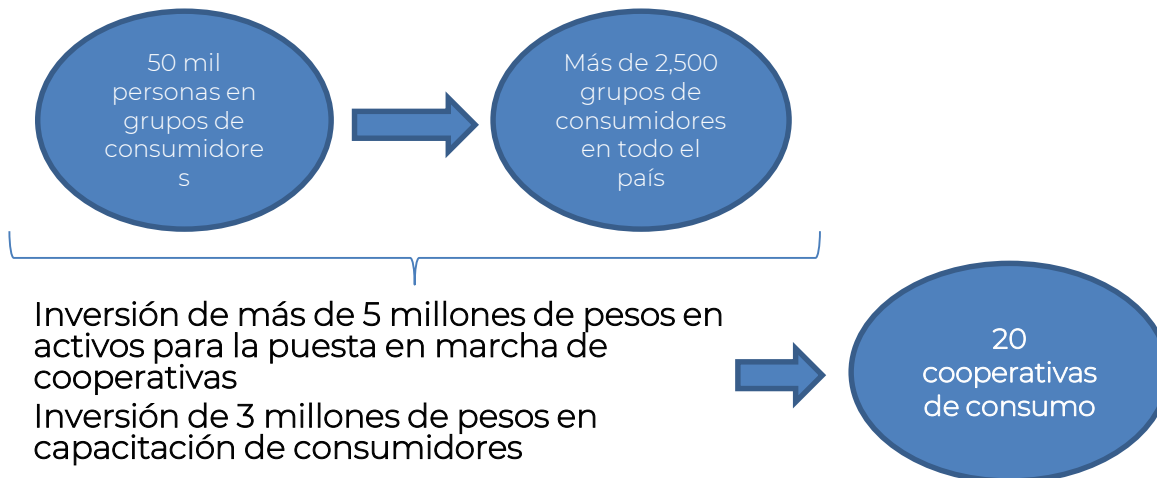 50 mil
personas en
grupos de
consumidore
s
Más de 2,500
grupos de
consumidores
en todo el
país
Inversión de más de 5 millones de pesos en
activos para la puesta en marcha de
cooperativas
Inversión de 3 millones de pesos en
capacitación de consumidores
20
cooperativas
de consumo